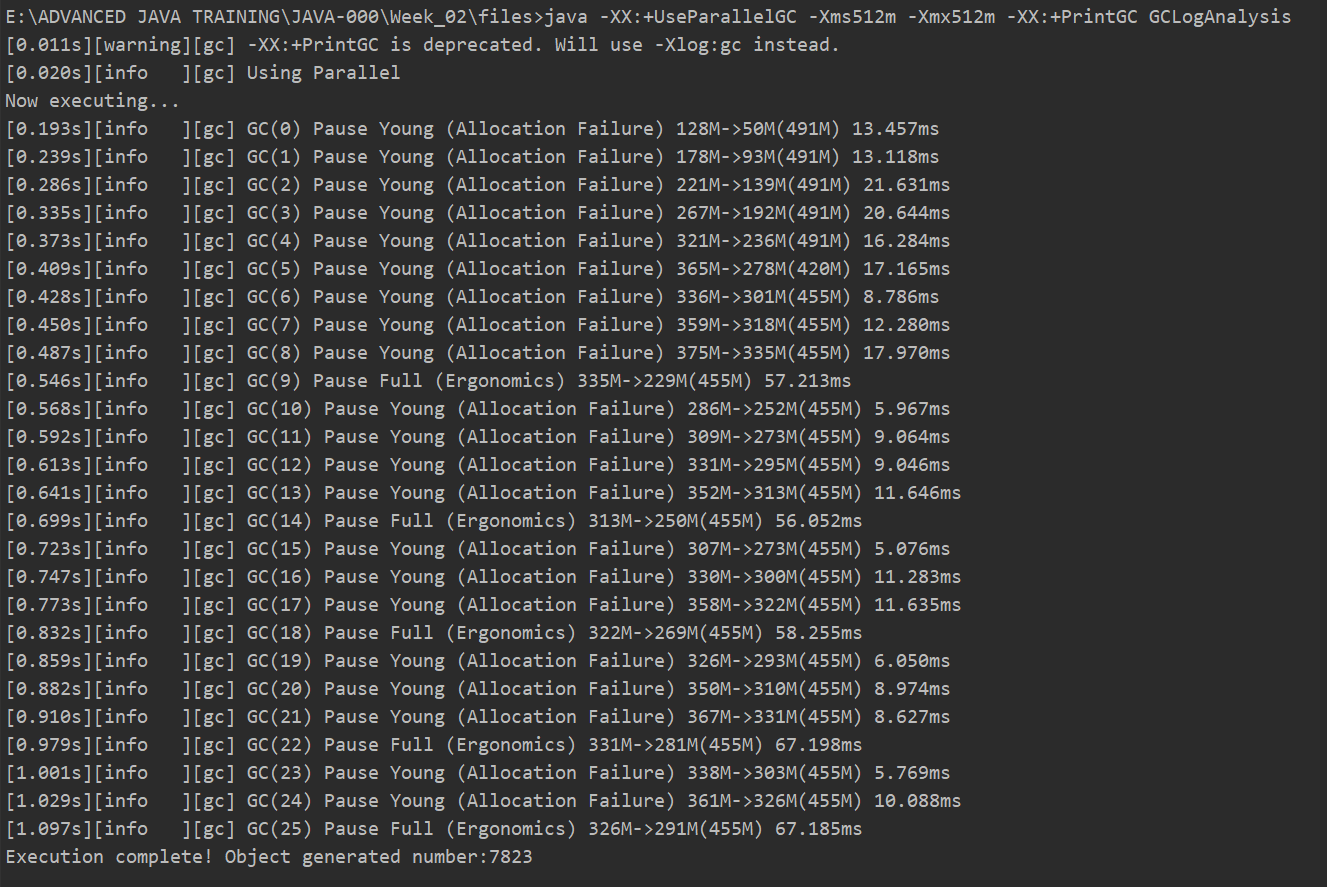 E:\ADVANCED JAVA TRAINING\JAVA-000\Week_02\files>java -XX:+UseParallelGC -Xms512m -Xmx512m -XX:+PrintGC GCLogAnalysis
[0.011s][warning][gc] -XX:+PrintGC is deprecated. Will use -Xlog:gc instead.
[0.020s][info   ][gc] Using Parallel
Now executing...
[0.193s][info   ][gc] GC(0) Pause Young (Allocation Failure) 128M->50M(491M) 13.457ms
[0.239s][info   ][gc] GC(1) Pause Young (Allocation Failure) 178M->93M(491M) 13.118ms
[0.286s][info   ][gc] GC(2) Pause Young (Allocation Failure) 221M->139M(491M) 21.631ms
[0.335s][info   ][gc] GC(3) Pause Young (Allocation Failure) 267M->192M(491M) 20.644ms
[0.373s][info   ][gc] GC(4) Pause Young (Allocation Failure) 321M->236M(491M) 16.284ms
[0.409s][info   ][gc] GC(5) Pause Young (Allocation Failure) 365M->278M(420M) 17.165ms
[0.428s][info   ][gc] GC(6) Pause Young (Allocation Failure) 336M->301M(455M) 8.786ms
[0.450s][info   ][gc] GC(7) Pause Young (Allocation Failure) 359M->318M(455M) 12.280ms
[0.487s][info   ][gc] GC(8) Pause Young (Allocation Failure) 375M->335M(455M) 17.970ms
[0.546s][info   ][gc] GC(9) Pause Full (Ergonomics) 335M->229M(455M) 57.213ms
[0.568s][info   ][gc] GC(10) Pause Young (Allocation Failure) 286M->252M(455M) 5.967ms
[0.592s][info   ][gc] GC(11) Pause Young (Allocation Failure) 309M->273M(455M) 9.064ms
[0.613s][info   ][gc] GC(12) Pause Young (Allocation Failure) 331M->295M(455M) 9.046ms
[0.641s][info   ][gc] GC(13) Pause Young (Allocation Failure) 352M->313M(455M) 11.646ms
[0.699s][info   ][gc] GC(14) Pause Full (Ergonomics) 313M->250M(455M) 56.052ms
[0.723s][info   ][gc] GC(15) Pause Young (Allocation Failure) 307M->273M(455M) 5.076ms
[0.747s][info   ][gc] GC(16) Pause Young (Allocation Failure) 330M->300M(455M) 11.283ms
[0.773s][info   ][gc] GC(17) Pause Young (Allocation Failure) 358M->322M(455M) 11.635ms
[0.832s][info   ][gc] GC(18) Pause Full (Ergonomics) 322M->269M(455M) 58.255ms
[0.859s][info   ][gc] GC(19) Pause Young (Allocation Failure) 326M->293M(455M) 6.050ms
[0.882s][info   ][gc] GC(20) Pause Young (Allocation Failure) 350M->310M(455M) 8.974ms
[0.910s][info   ][gc] GC(21) Pause Young (Allocation Failure) 367M->331M(455M) 8.627ms
[0.979s][info   ][gc] GC(22) Pause Full (Ergonomics) 331M->281M(455M) 67.198ms
[1.001s][info   ][gc] GC(23) Pause Young (Allocation Failure) 338M->303M(455M) 5.769ms
[1.029s][info   ][gc] GC(24) Pause Young (Allocation Failure) 361M->326M(455M) 10.088ms
[1.097s][info   ][gc] GC(25) Pause Full (Ergonomics) 326M->291M(455M) 67.185ms
Execution complete! Object generated number:7823